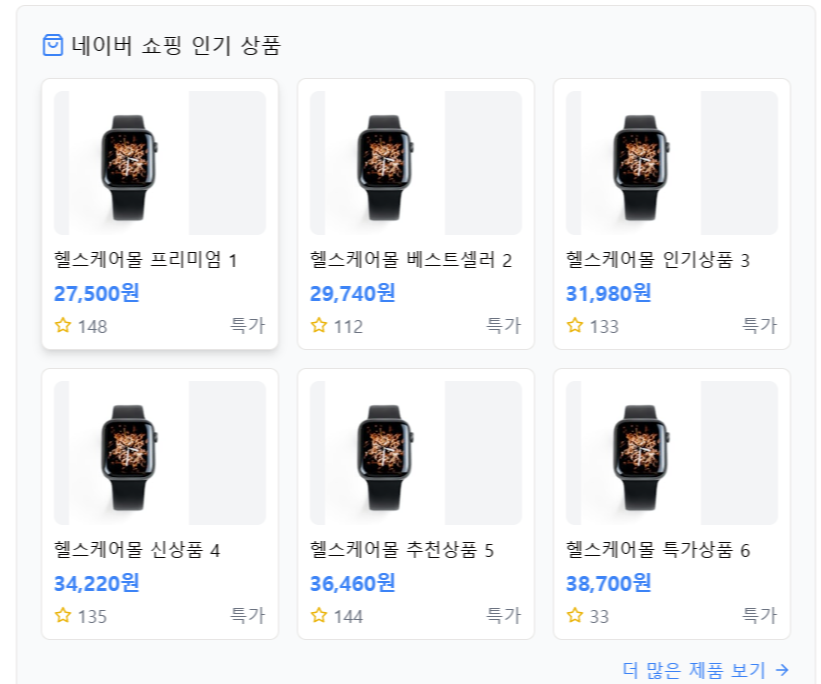 네이버 쇼핑 인기 상품
헬스케어몰 프리미엄 1
27,500원
148 특가
헬스케어몰 베스트셀러 2
29,740원
112 특가
헬스케어몰 인기상품 3
31,980원
133 특가
헬스케어몰 신상품 4
34,220원
135 특가
헬스케어몰 추천상품 5
36,460원
144 특가
헬스케어몰 특가상품 6
38,700원
33 특가
더 많은 제품 보기 →